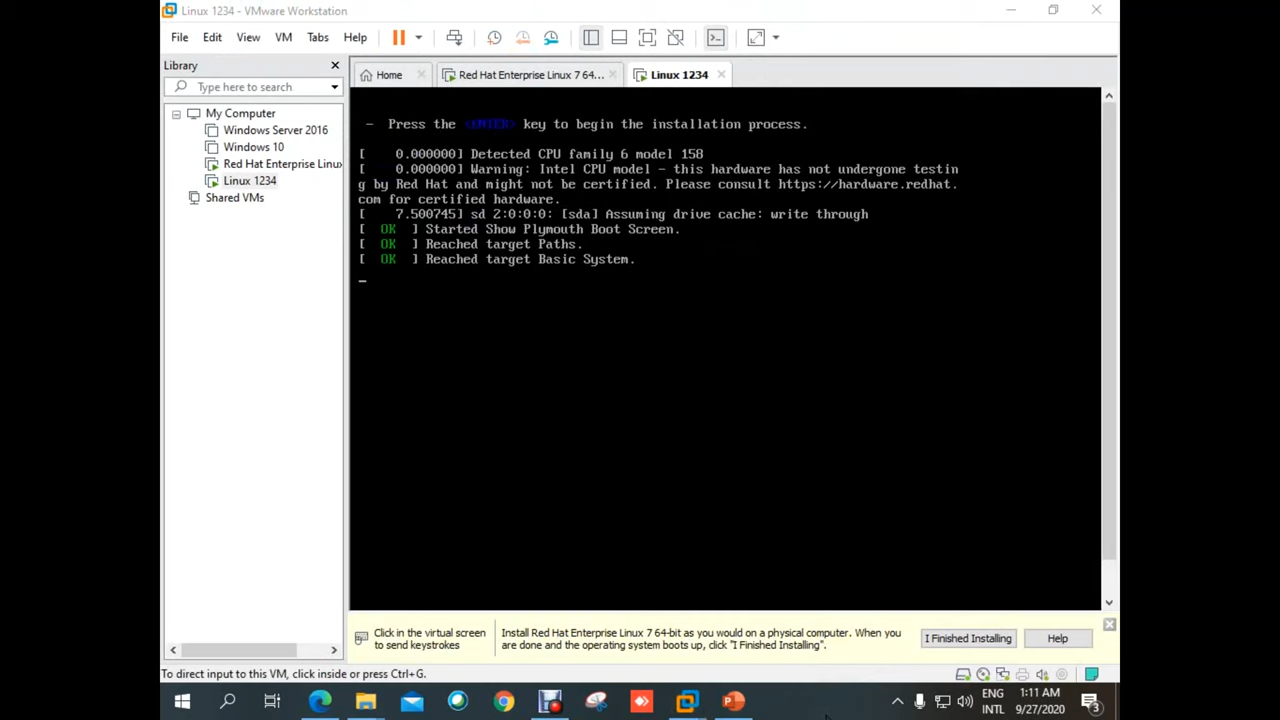 Linux 1234 - VMware Workstation
File Edit View VM Tabs Help
Library
Type here to search
My Computer
Windows Server 2016
Windows 10
Red Hat Enterprise Linux
Linux 1234
Shared VMs
Home
Red Hat Enterprise Linux 7 64...
Linux 1234
- Press the <ENTER> key to begin the installation process.
[ 0.000000] Detected CPU family 6 model 158
[ 0.000000] Warning: Intel CPU model - this hardware has not undergone testin
g by Red Hat and might not be certified. Please consult https://hardware.redhat.
com for certified hardware.
[ 7.500745] sd 2:0:0:0: [sda] Assuming drive cache: write through
[ OK ] Started Show Plymouth Boot Screen.
[ OK ] Reached target Paths.
[ OK ] Reached target Basic System.
Click in the virtual screen
to send keystrokes
Install Red Hat Enterprise Linux 7 64-bit as you would on a physical computer. When you
are done and the operating system boots up, click "I Finished Installing".
I Finished Installing
Help
To direct input to this VM, click inside or press Ctrl+G.
ENG
INTL
1:11 AM
9/27/2020
3